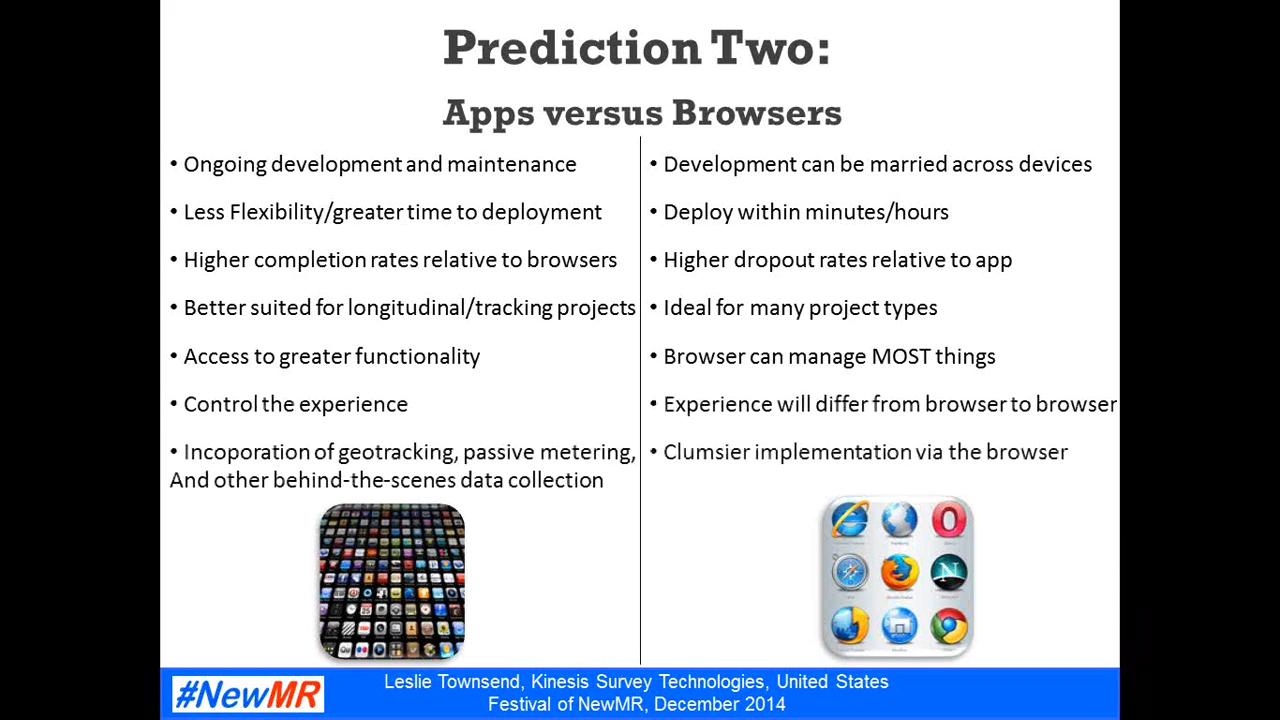 Prediction Two:
Apps versus Browsers
• Ongoing development and maintenance
• Less Flexibility/greater time to deployment
• Higher completion rates relative to browsers
• Better suited for longitudinal/tracking projects
• Access to greater functionality
• Control the experience
• Incoporation of geotracking, passive metering,
And other behind-the-scenes data collection
• Development can be married across devices
• Deploy within minutes/hours
• Higher dropout rates relative to app
• Ideal for many project types
• Browser can manage MOST things
• Experience will differ from browser to browser
• Clumsier implementation via the browser
#NewMR
Leslie Townsend, Kinesis Survey Technologies, United States
Festival of NewMR, December 2014